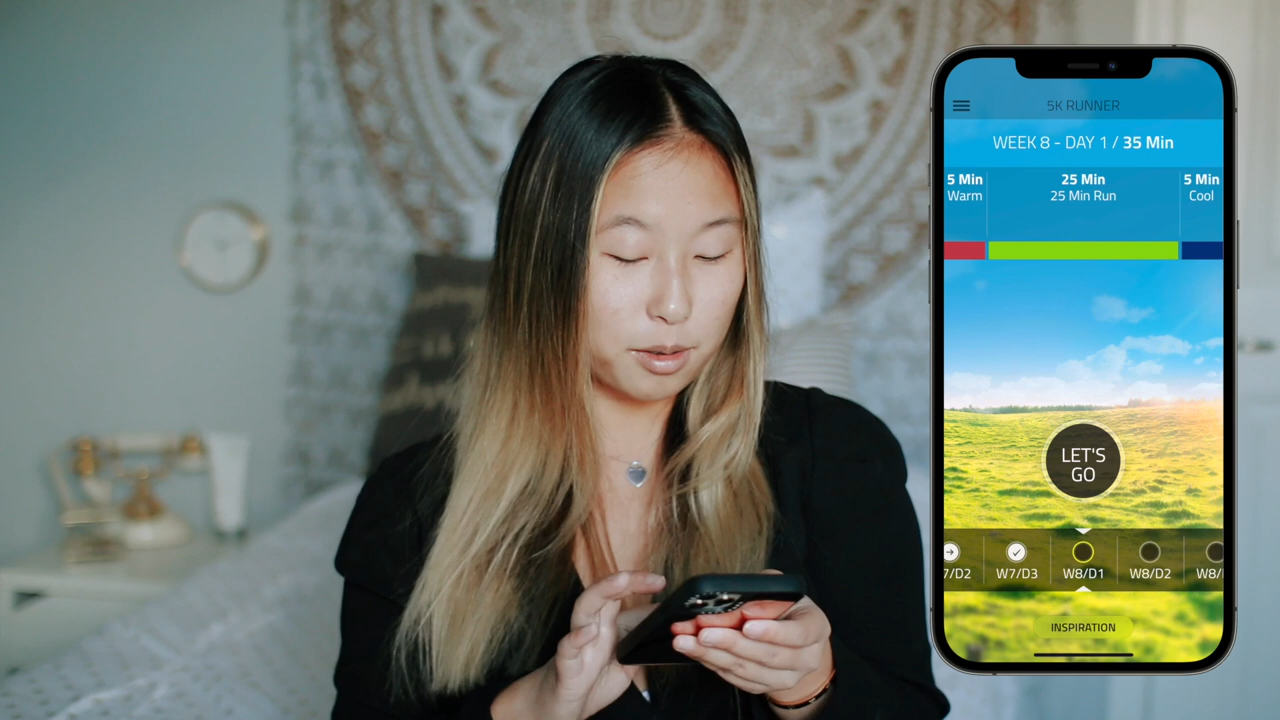 5K RUNNER
WEEK 8 - DAY 1 / 35 Min
5 Min
Warm
25 Min
25 Min Run
5 Min
Cool
LET'S
GO
7/D2
W7/D3
W8/D1
W8/D2
W8/
INSPIRATION